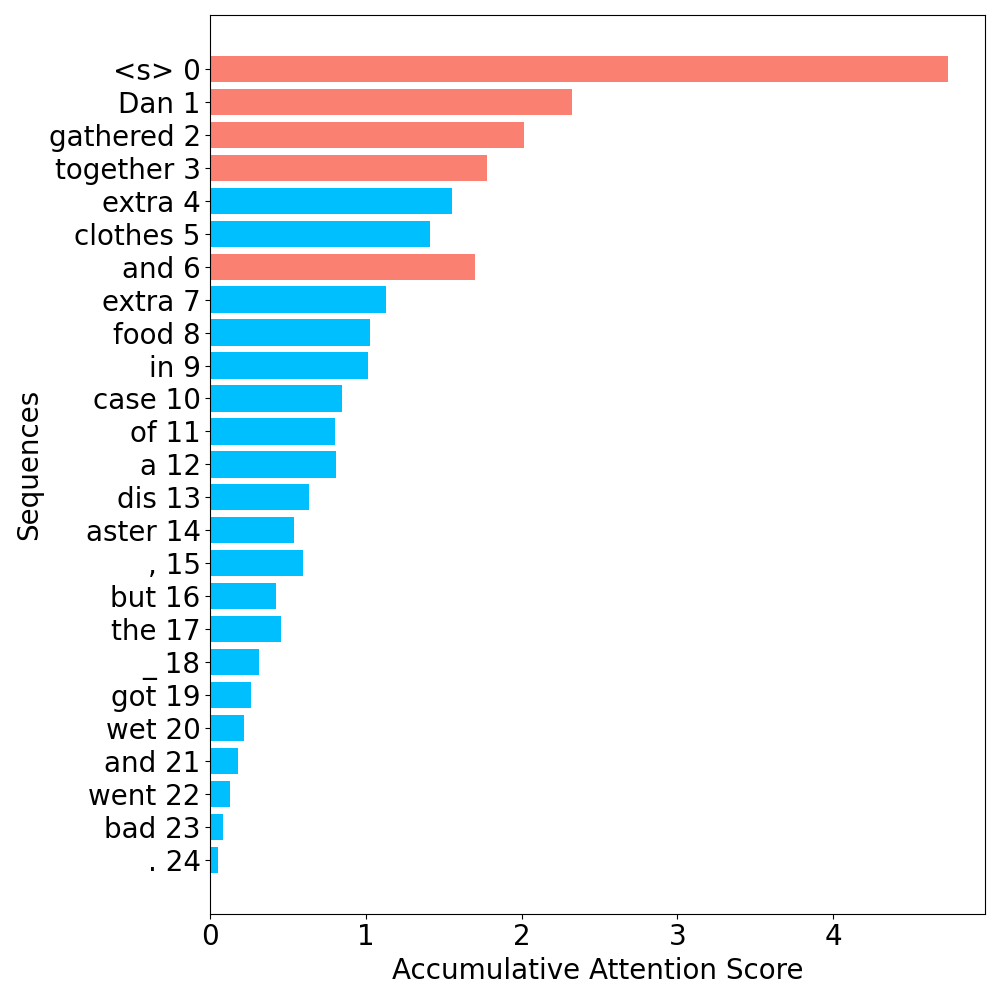 <s> 0
Dan 1
gathered 2
together 3
extra 4
clothes 5
and 6
extra 7
food 8
in 9
case 10
of 11
a 12
dis 13
aster 14
, 15
but 16
the 17
_ 18
got 19
wet 20
and 21
went 22
bad 23
. 24
Sequences
0 1 2 3 4
Accumulative Attention Score